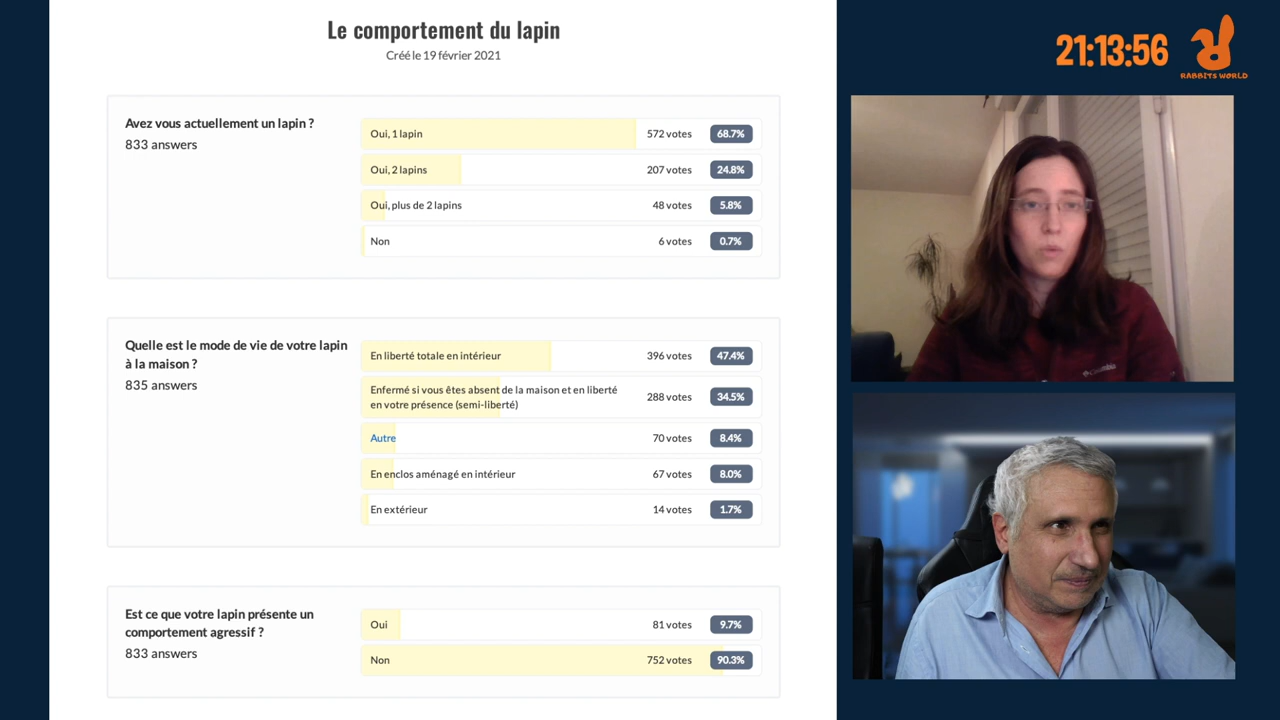 Le comportement du lapin
Créé le 19 février 2021
Avez vous actuellement un lapin ?
833 answers
Oui, 1 lapin 572 votes 68.7%
Oui, 2 lapins 207 votes 24.8%
Oui, plus de 2 lapins 48 votes 5.8%
Non 6 votes 0.7%
Quelle est le mode de vie de votre lapin
à la maison ?
835 answers
En liberté totale en intérieur 396 votes 47.4%
Enfermé si vous êtes absent de la maison et en liberté
en votre présence (semi-liberté) 288 votes 34.5%
Autre 70 votes 8.4%
En enclos aménagé en intérieur 67 votes 8.0%
En extérieur 14 votes 1.7%
Est ce que votre lapin présente un
comportement agressif ?
833 answers
Oui 81 votes 9.7%
Non 752 votes 90.3%
21:13:56
RABBITS WORLD
Columbia